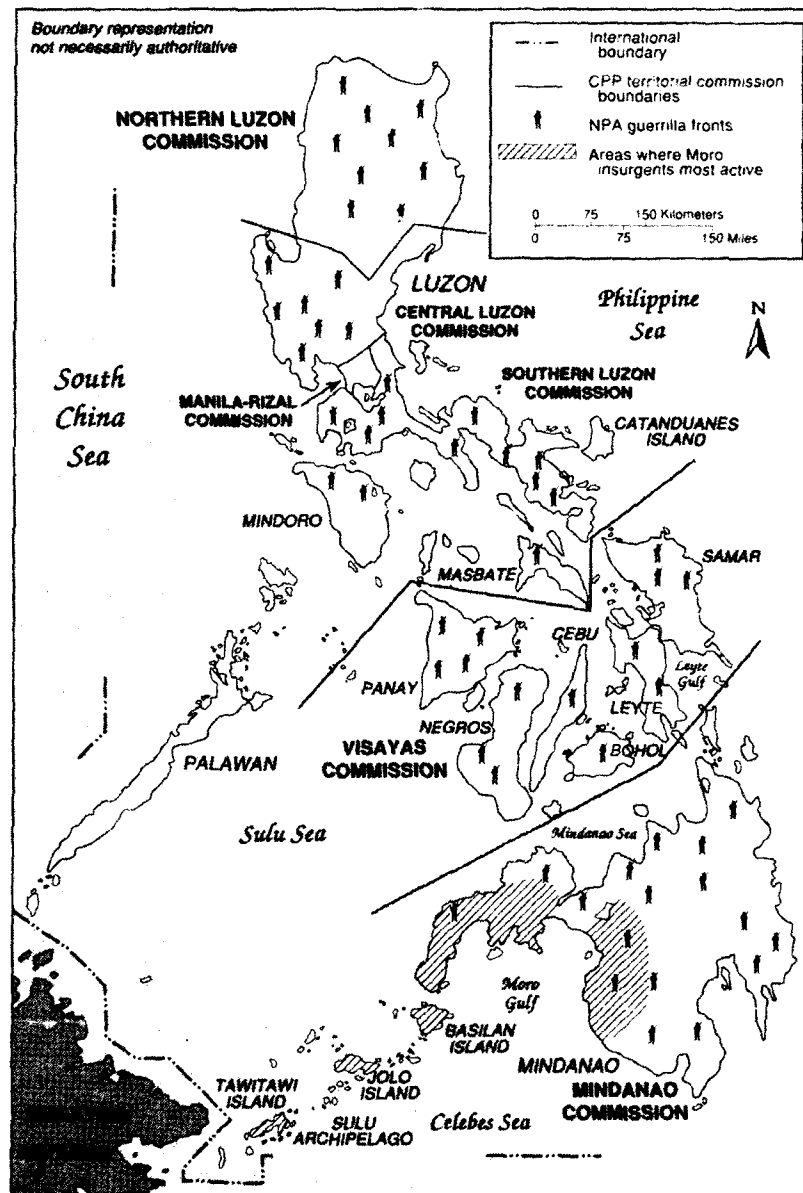 Boundary representation
not necessarily authoritative
International
boundary
CPP territorial commission
boundaries
NPA guerrilla fronts
Areas where Moro
insurgents most active
0 75 150 Kilometers
0 75 150 Miles
NORTHERN LUZON
COMMISSION
LUZON
CENTRAL LUZON
COMMISSION
Philippine
Sea
N
South
China
Sea
MANILA-RIZAL
COMMISSION
SOUTHERN LUZON
COMMISSION
CATANDUANES
ISLAND
MINDORO
MASBATE
SAMAR
CEBU
PANAY
Leyte
Gulf
LEYTE
NEGROS
BOHOL
VISAYAS
COMMISSION
PALAWAN
Sulu Sea
Mindanao Sea
Moro
Gulf
BASILAN
ISLAND
MINDANAO
MINDANAO
COMMISSION
JOLO
ISLAND
TAWITAWI
ISLAND
SULU
ARCHIPELAGO
Celebes Sea